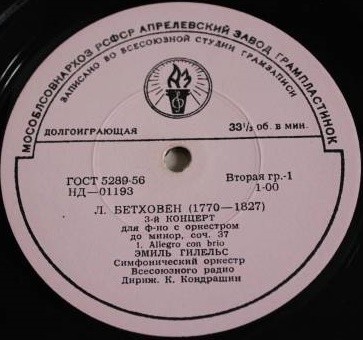 МОСОБЛСОВНАРХОЗ РСФСР АПРЕЛЕВСКИЙ ЗАВОД ГРАМПЛАСТИНОК
ЗАПИСАНО ВО ВСЕСОЮЗНОЙ СТУДИИ ГРАМЗАПИСИ
ДОЛГОИГРАЮЩАЯ 33⅓ об. в мин.
ГОСТ 5289-56 Вторая гр.-1
НД—01193 1-00
Л. БЕТХОВЕН (1770—1827)
3-й КОНЦЕРТ
для ф-но с оркестром
до минор, соч. 37
1. Allegro con brio
ЭМИЛЬ ГИЛЕЛЬС
Симфонический оркестр
Всесоюзного радио
Дириж. К. Кондрашин